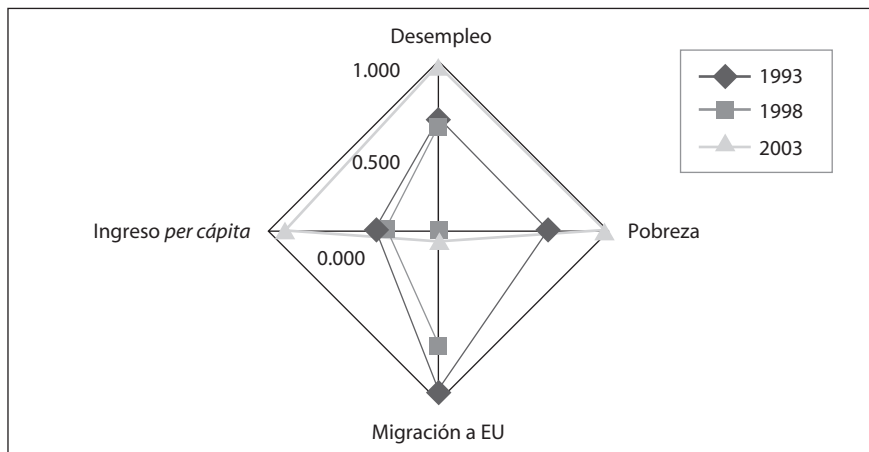 Desempleo
1.000
0.500
0.000
Ingreso per cápita
Pobreza
Migración a EU
1993
1998
2003